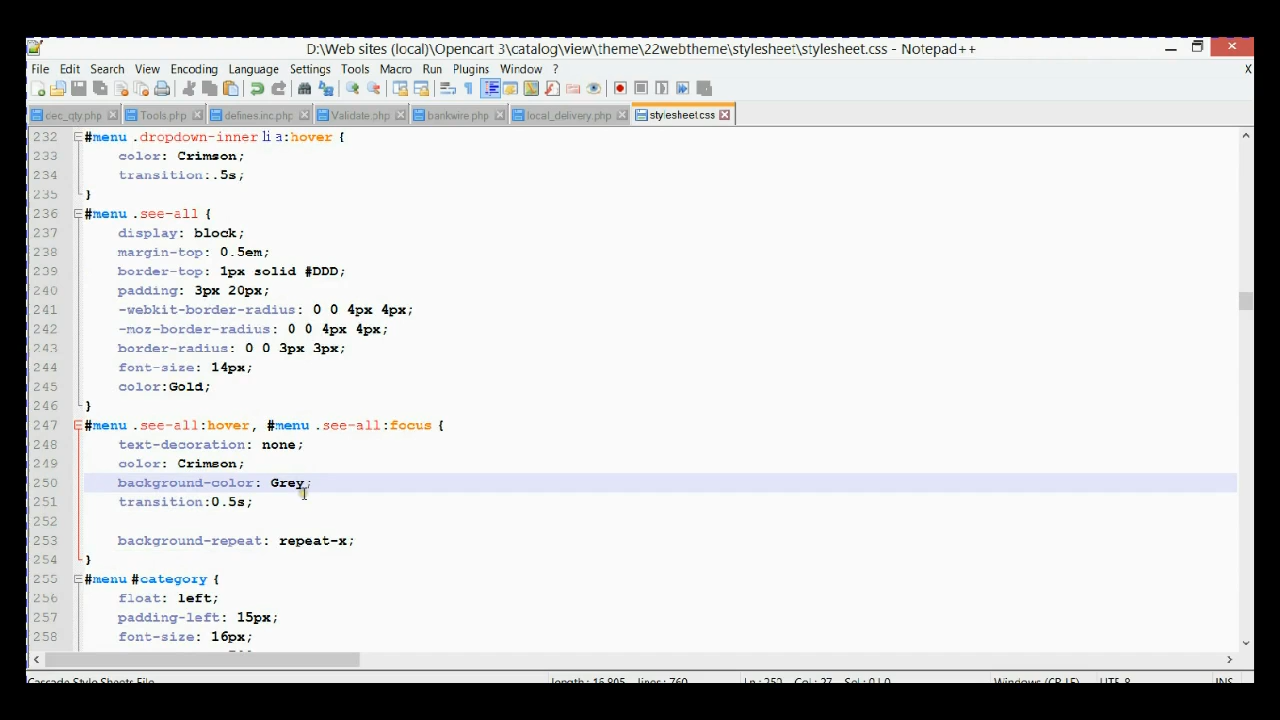 D:\Web sites (local)\Opencart 3\catalog\view\theme\22webtheme\stylesheet\stylesheet.css - Notepad++
File Edit Search View Encoding Language Settings Tools Macro Run Plugins Window ? X
cec_qty.php Tools.php defines.inc.php Validate.php bankwire.php local_delivery.php stylesheet.css
232 #menu .dropdown-inner li a:hover {
233 color: Crimson;
234 transition:.5s;
235 }
236 #menu .see-all {
237 display: block;
238 margin-top: 0.5em;
239 border-top: 1px solid #DDD;
240 padding: 3px 20px;
241 -webkit-border-radius: 0 0 4px 4px;
242 -moz-border-radius: 0 0 4px 4px;
243 border-radius: 0 0 3px 3px;
244 font-size: 14px;
245 color:Gold;
246 }
247 #menu .see-all:hover, #menu .see-all:focus {
248 text-decoration: none;
249 color: Crimson;
250 background-color: Grey;
251 transition:0.5s;
252
253 background-repeat: repeat-x;
254 }
255 #menu #category {
256 float: left;
257 padding-left: 15px;
258 font-size: 16px;
Cascade Style Sheets File length : 16,805 lines : 760 Ln : 250 Col : 27 Sel : 0 | 0 Windows (CR LF) UTF-8 INS